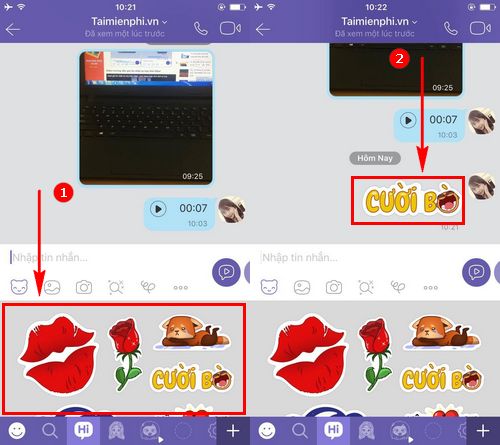 10:21
Taimienphi.vn
Đã xem một lúc trước
09:25
00:07
10:03
1
Nhập tin nhắn...
CƯỜI BÒ
Hi
10:22
Taimienphi.vn
Đã xem một lúc trước
2
09:25
00:07
10:03
Hôm Nay
CƯỜI BÒ
10:21
Nhập tin nhắn...
CƯỜI BÒ
Hi